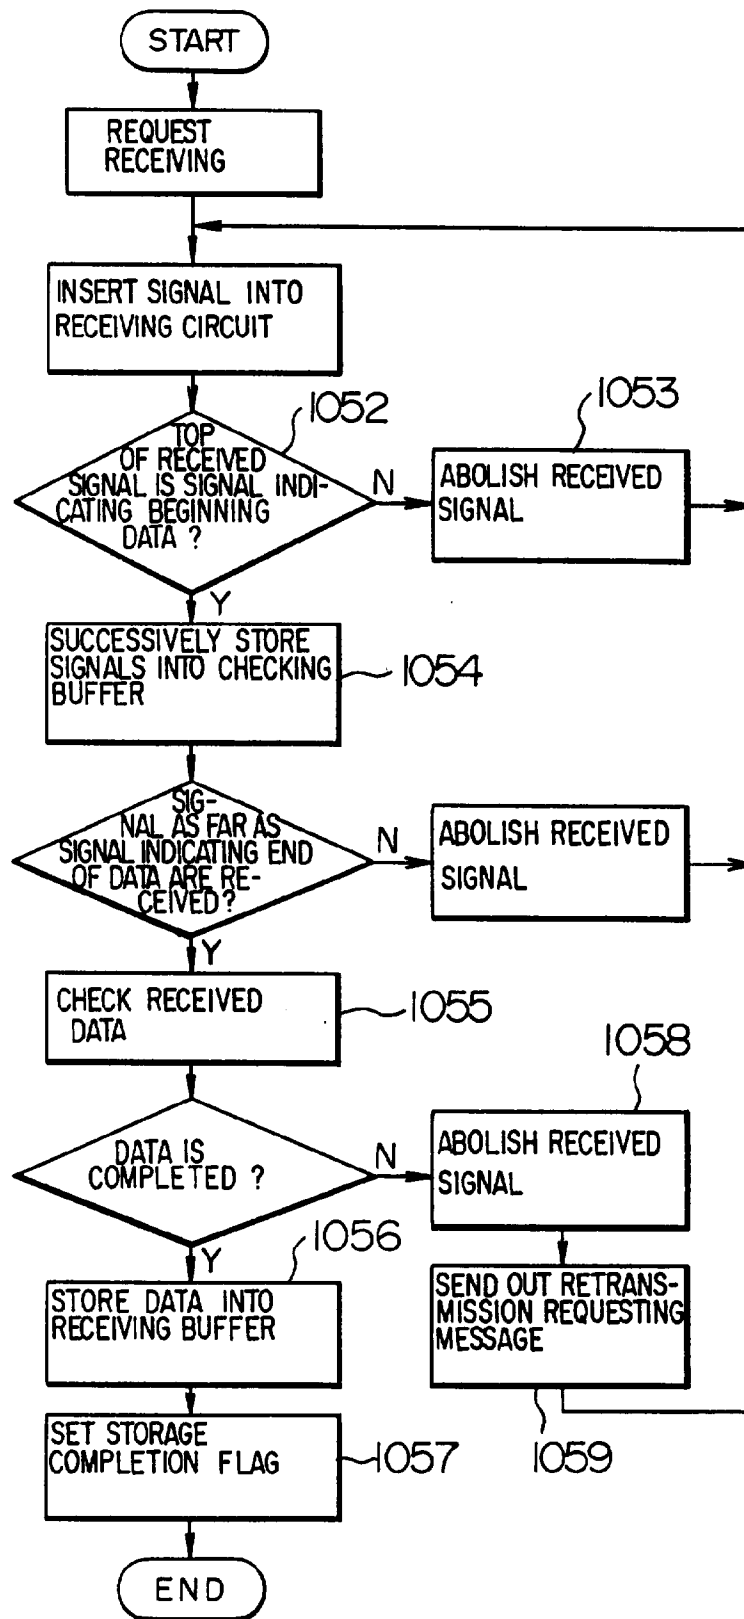 START
REQUEST
RECEIVING
INSERT SIGNAL INTO
RECEIVING CIRCUIT
1052
TOP
OF RECEIVED
SIGNAL IS SIGNAL INDI-
CATING BEGINNING
DATA ?
N
1053
ABOLISH RECEIVED
SIGNAL
Y
SUCCESSIVELY STORE
SIGNALS INTO CHECKING
BUFFER
1054
SIG-
NAL AS FAR AS
SIGNAL INDICATING END
OF DATA ARE RE-
CEIVED?
N
ABOLISH RECEIVED
SIGNAL
Y
CHECK RECEIVED
DATA
1055
DATA IS
COMPLETED ?
N
1058
ABOLISH RECEIVED
SIGNAL
Y
1056
STORE DATA INTO
RECEIVING BUFFER
SEND OUT RETRANS-
MISSION REQUESTING
MESSAGE
1059
SET STORAGE
COMPLETION FLAG
1057
END